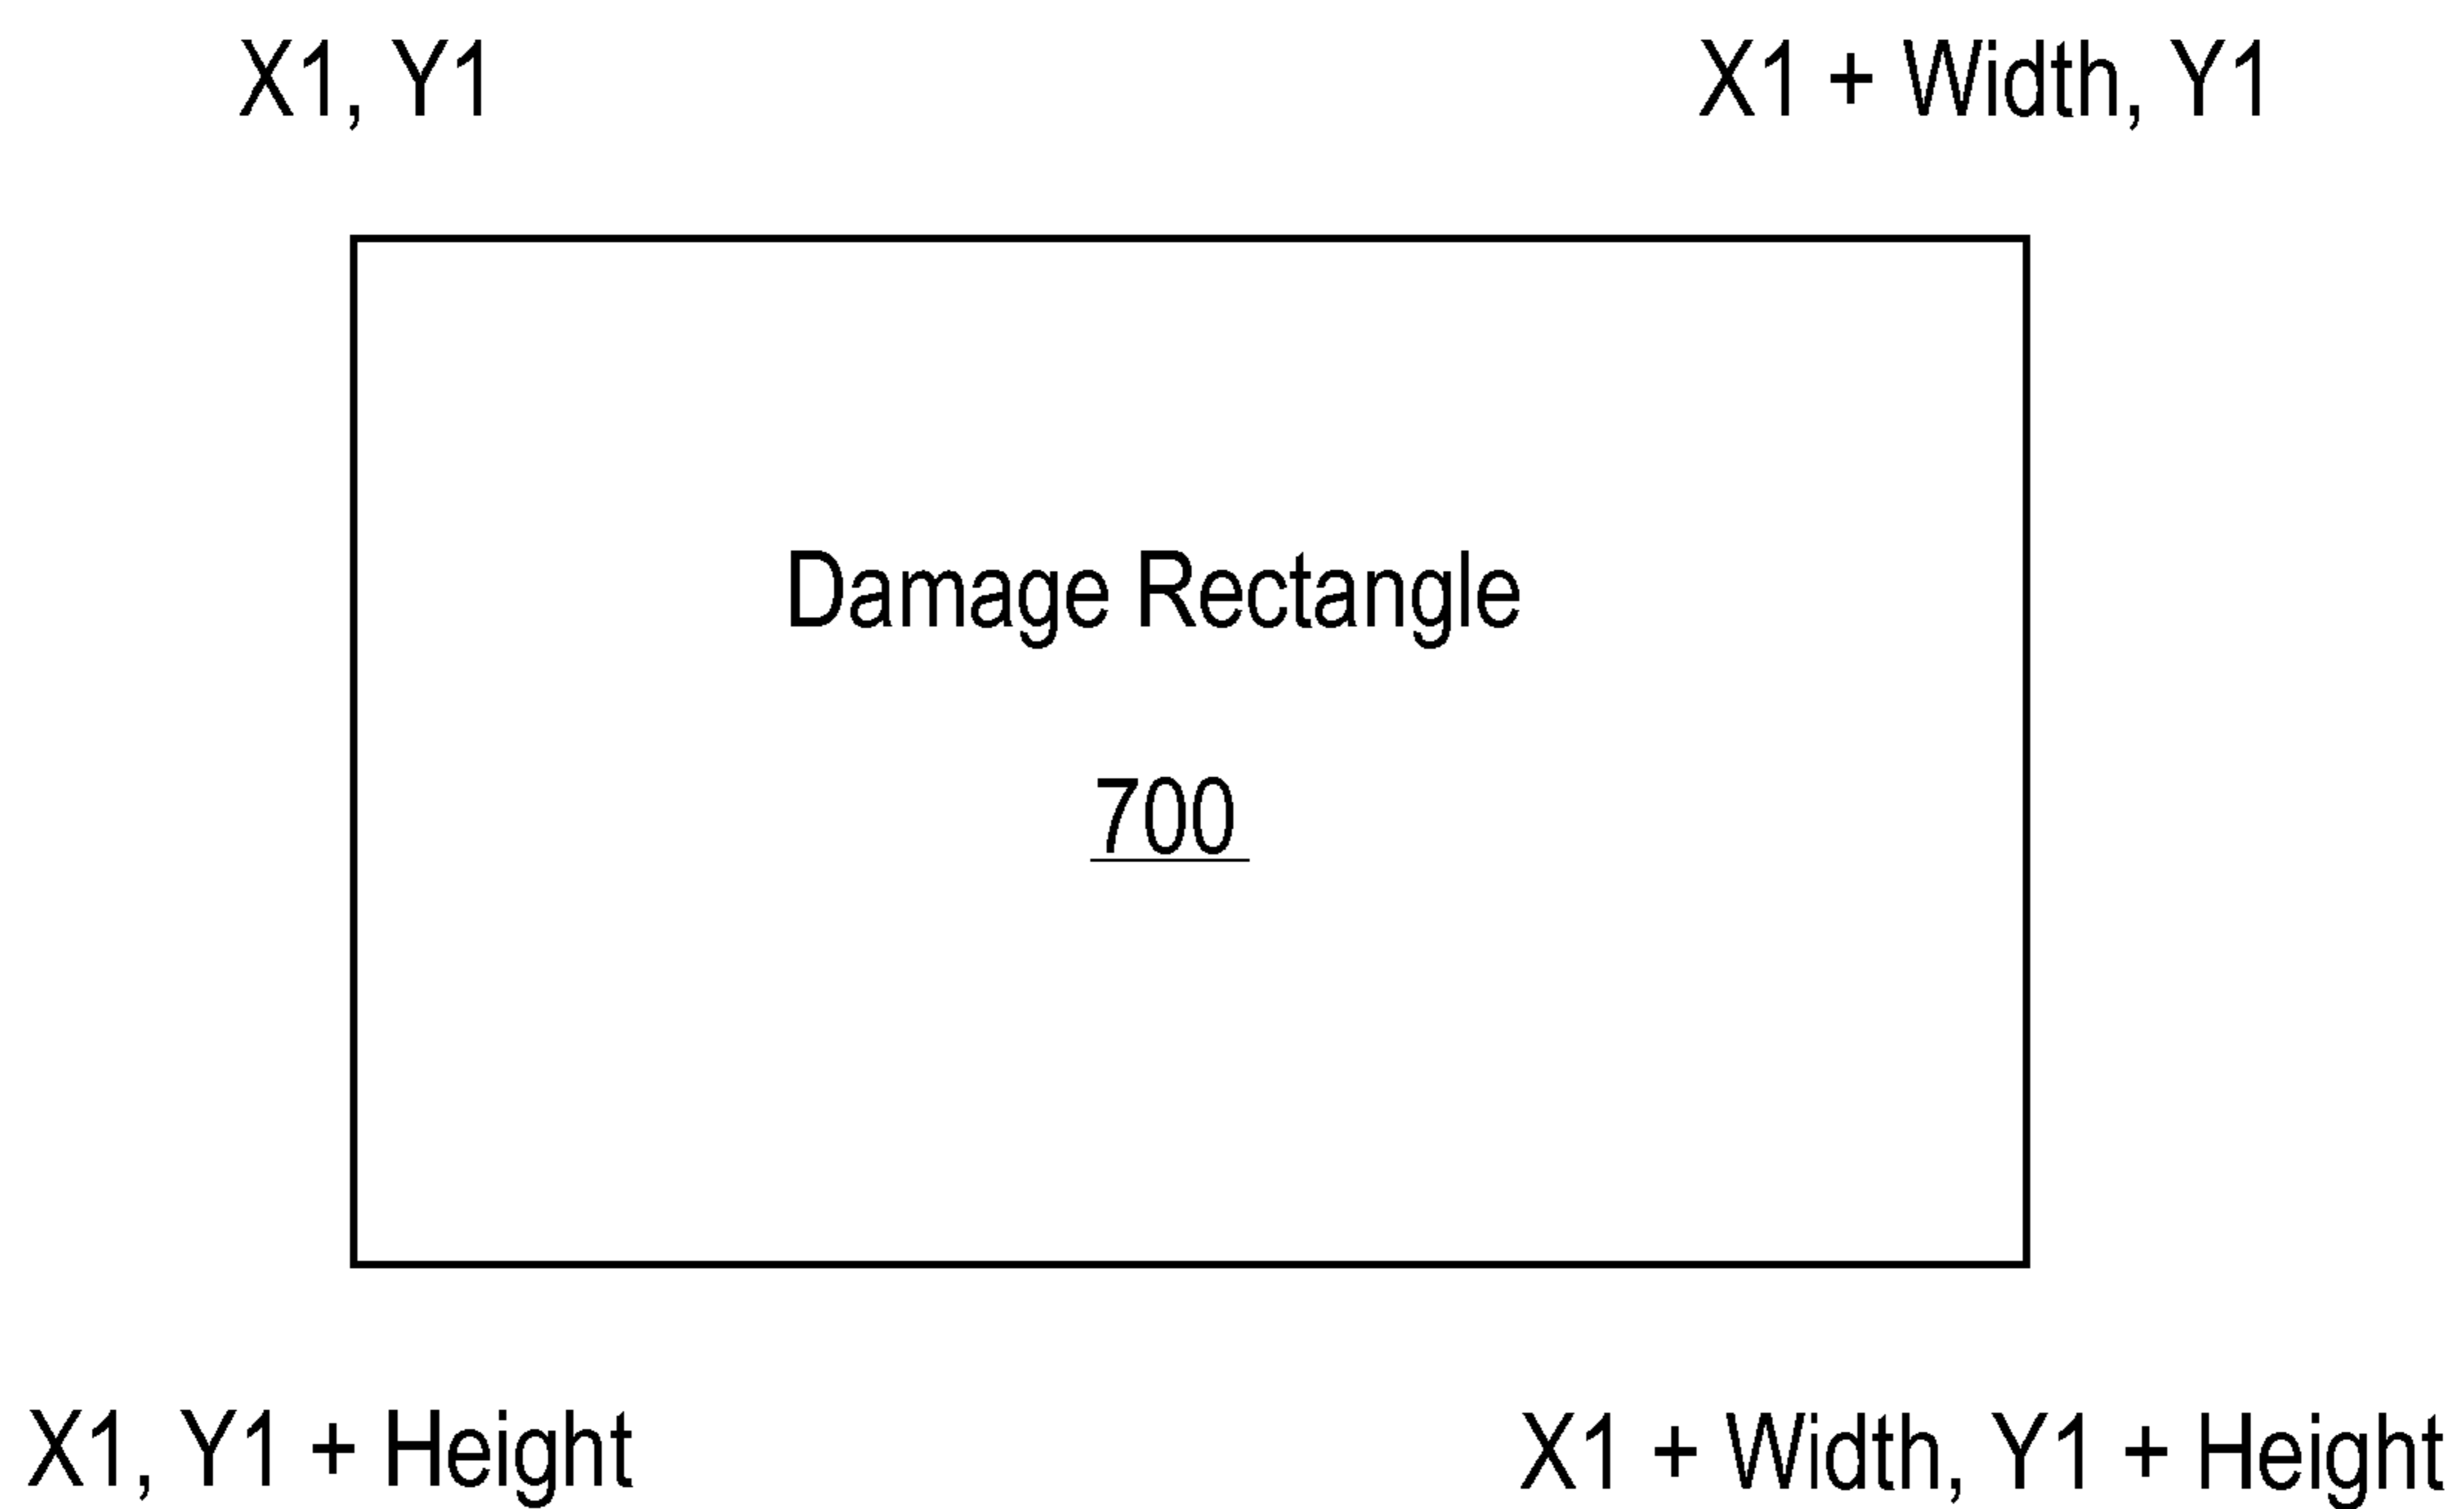 X1, Y1
X1 + Width, Y1
Damage Rectangle
700
X1, Y1 + Height
X1 + Width, Y1 + Height